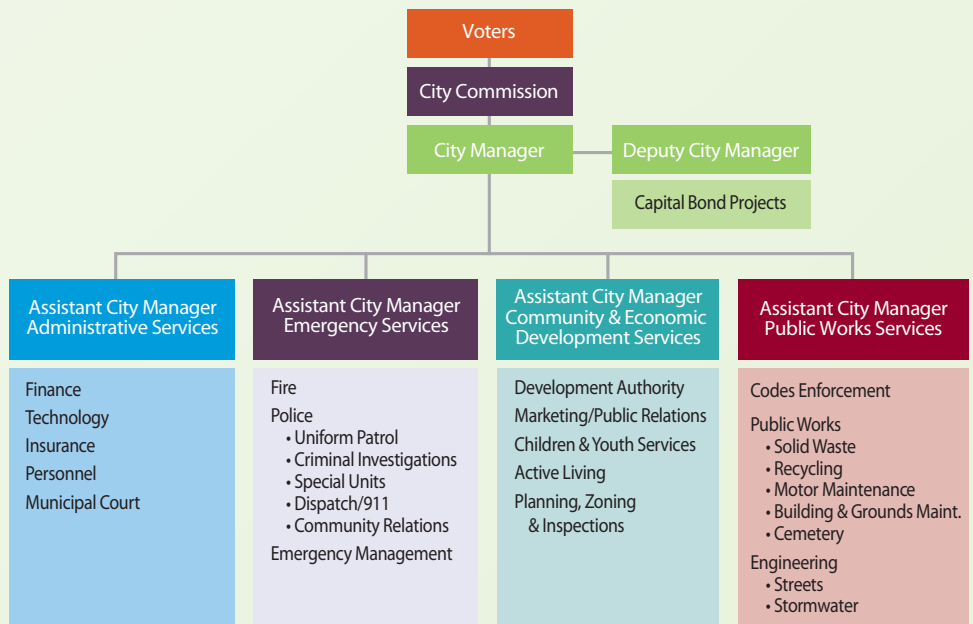 Voters
City Commission
City Manager
Deputy City Manager
Capital Bond Projects
Assistant City Manager
Administrative Services
Finance
Technology
Insurance
Personnel
Municipal Court
Assistant City Manager
Emergency Services
Fire
Police
• Uniform Patrol
• Criminal Investigations
• Special Units
• Dispatch/911
• Community Relations
Emergency Management
Assistant City Manager
Community & Economic
Development Services
Development Authority
Marketing/Public Relations
Children & Youth Services
Active Living
Planning, Zoning
& Inspections
Assistant City Manager
Public Works Services
Codes Enforcement
Public Works
• Solid Waste
• Recycling
• Motor Maintenance
• Building & Grounds Maint.
• Cemetery
Engineering
• Streets
• Stormwater